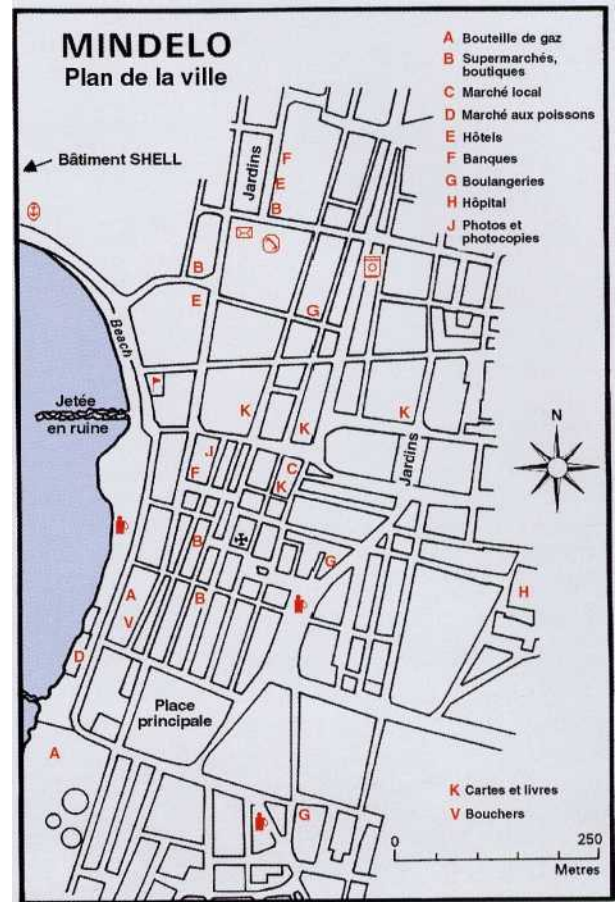 MINDELO
Plan de la ville
A Bouteille de gaz
B Supermarchés,
boutiques
C Marché local
D Marché aux poissons
E Hôtels
F Banques
G Boulangeries
H Hôpital
J Photos et
photocopies
Bâtiment SHELL
Jardins
F
E
B
B
E
G
Beach
Jetée
en ruine
K
K
K
J
F
C
K
Jardins
N
B
G
A
B
V
H
D
Place
principale
A
G
K Cartes et livres
V Bouchers
0 250
Metres